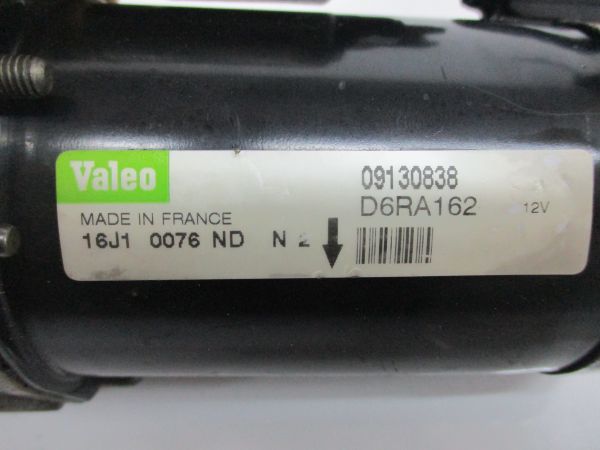 Valeo
09130838
MADE IN FRANCE
D6RA162 12V
16J1 0076 ND N 2